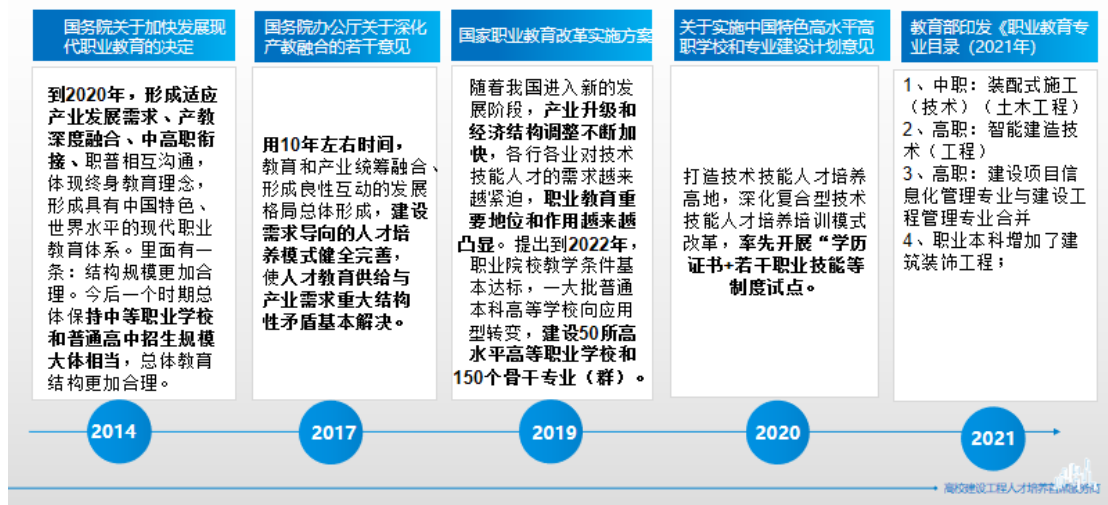 国务院关于加快发展现
代职业教育的决定
到2020年，形成适应
产业发展需求、产教
深度融合、中高职衔
接、职普相互沟通，
体现终身教育理念，
形成具有中国特色、
世界水平的现代职业
教育体系。里面有一
条：结构规模更加合
理。今后一个时期总
体保持中等职业学校
和普通高中招生规模
大体相当，总体教育
结构更加合理。
2014
国务院办公厅关于深化
产教融合的若干意见
用10年左右时间，
教育和产业统筹融合、
形成良性互动的发展
格局总体形成，建设
需求导向的人才培
养模式健全完善，
使人才教育供给与
产业需求重大结构
性矛盾基本解决。
2017
国家职业教育改革实施方案
随着我国进入新的发
展阶段，产业升级和
经济结构调整不断加
快，各行各业对技术
技能人才的需求越来
越紧迫，职业教育重
要地位和作用越来越
凸显。提出到2022年，
职业院校教学条件基
本达标，一大批普通
本科高等学校向应用
型转变，建设50所高
水平高等职业学校和
150个骨干专业（群）。
2019
关于实施中国特色高水平高
职学校和专业建设计划意见
打造技术技能人才培养
高地，深化复合型技术
技能人才培养培训模式
改革，率先开展“学历
证书+若干职业技能等
制度试点。
2020
教育部印发《职业教育专
业目录（2021年）
1、中职：装配式施工
（技术）（土木工程）
2、高职：智能建造技
术（工程）
3、高职：建设项目信
息化管理专业与建设工
程管理专业合并
4、职业本科增加了建
筑装饰工程；
2021
高校建设工程人才培养